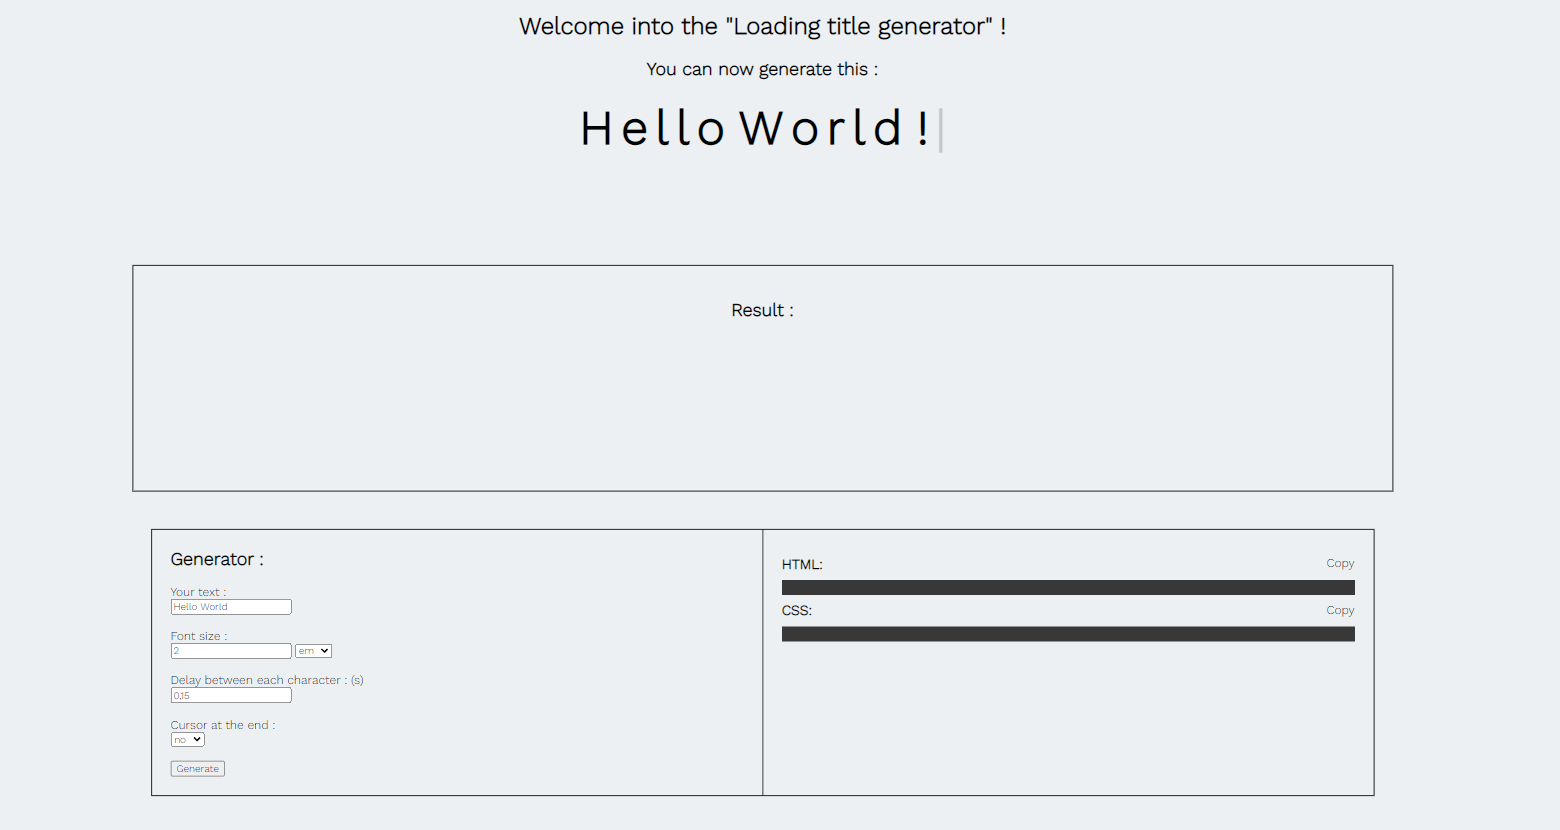 Welcome into the "Loading title generator" !
You can now generate this :
Hello World !
Result :
Generator :
Your text :
Hello World
Font size :
2 em
Delay between each character : (s)
0,15
Cursor at the end :
no
Generate
HTML: Copy
CSS: Copy